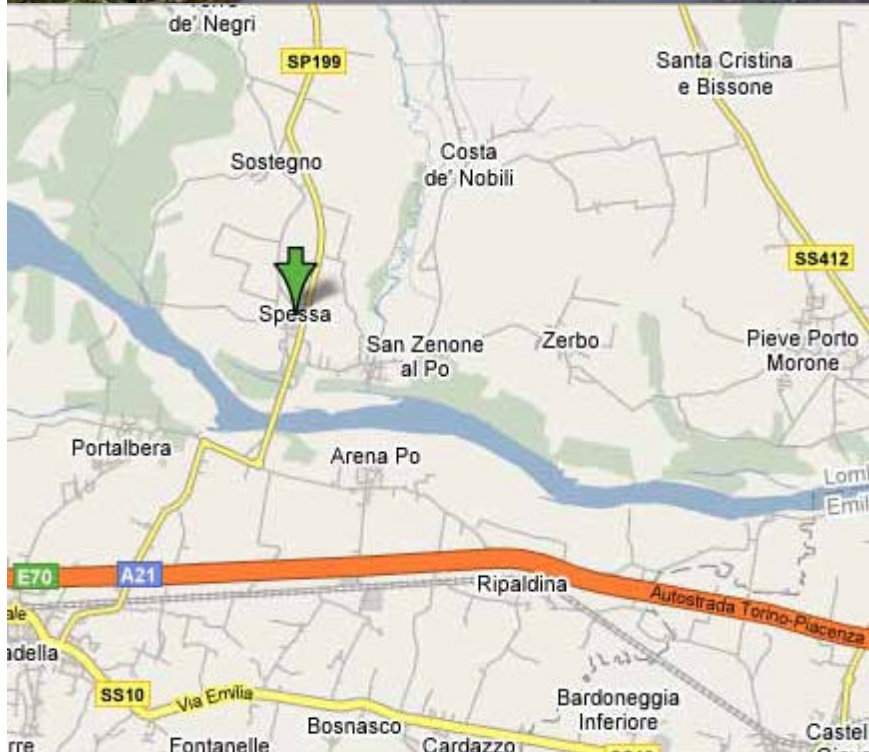 de' Negri
SP199
Santa Cristina
e Bissone
Sostegno
Costa
de' Nobili
SS412
Spessa
San Zenone
al Po
Zerbo
Pieve Porto
Morone
Portalbera
Arena Po
E70
A21
Ripaldina
Autostrada Torino-Piacenza
SS10
Via Emilia
Bardoneggia
Inferiore
Bosnasco
Fontanelle
Cardazzo
Castel